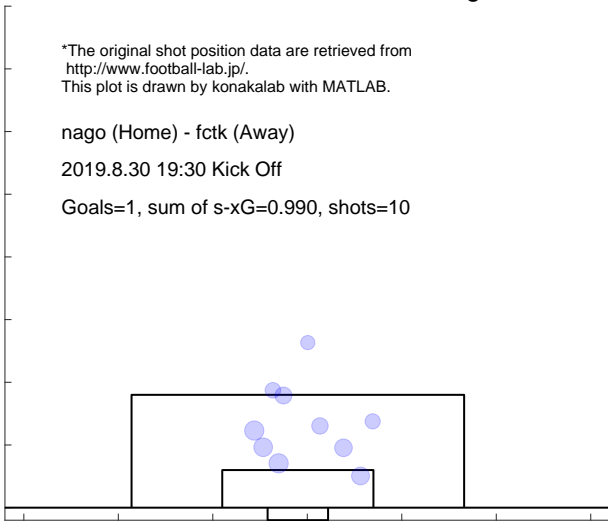 *The original shot position data are retrieved from
http://www.football-lab.jp/.
This plot is drawn by konakalab with MATLAB.
nago (Home) - fctk (Away)
2019.8.30 19:30 Kick Off
Goals=1, sum of s-xG=0.990, shots=10